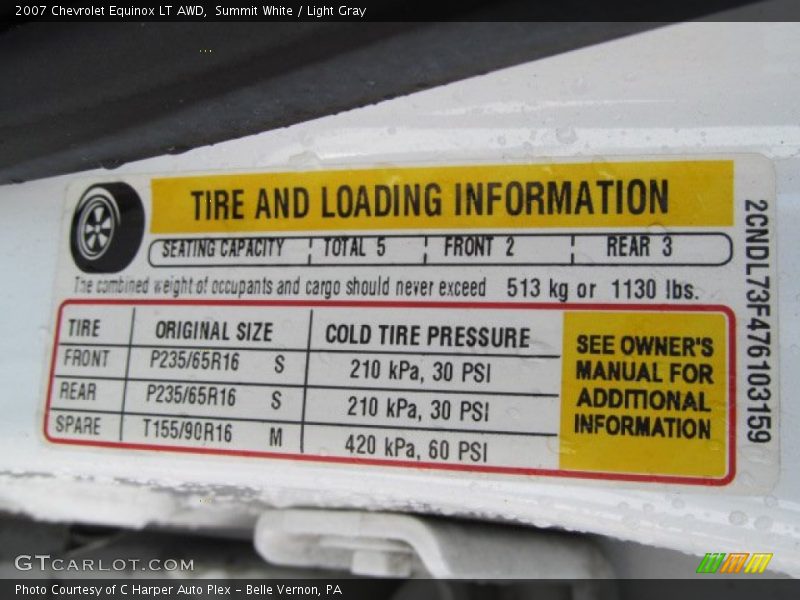 2007 Chevrolet Equinox LT AWD, Summit White / Light Gray
TIRE AND LOADING INFORMATION
SEATING CAPACITY TOTAL 5 FRONT 2 REAR 3
The combined weight of occupants and cargo should never exceed 513 kg or 1130 lbs.
TIRE ORIGINAL SIZE COLD TIRE PRESSURE
FRONT P235/65R16 S 210 kPa, 30 PSI
REAR P235/65R16 S 210 kPa, 30 PSI
SPARE T155/90R16 M 420 kPa, 60 PSI
SEE OWNER'S
MANUAL FOR
ADDITIONAL
INFORMATION
2CNDL73F476103159
GTCARLOT.COM
Photo Courtesy of C Harper Auto Plex - Belle Vernon, PA